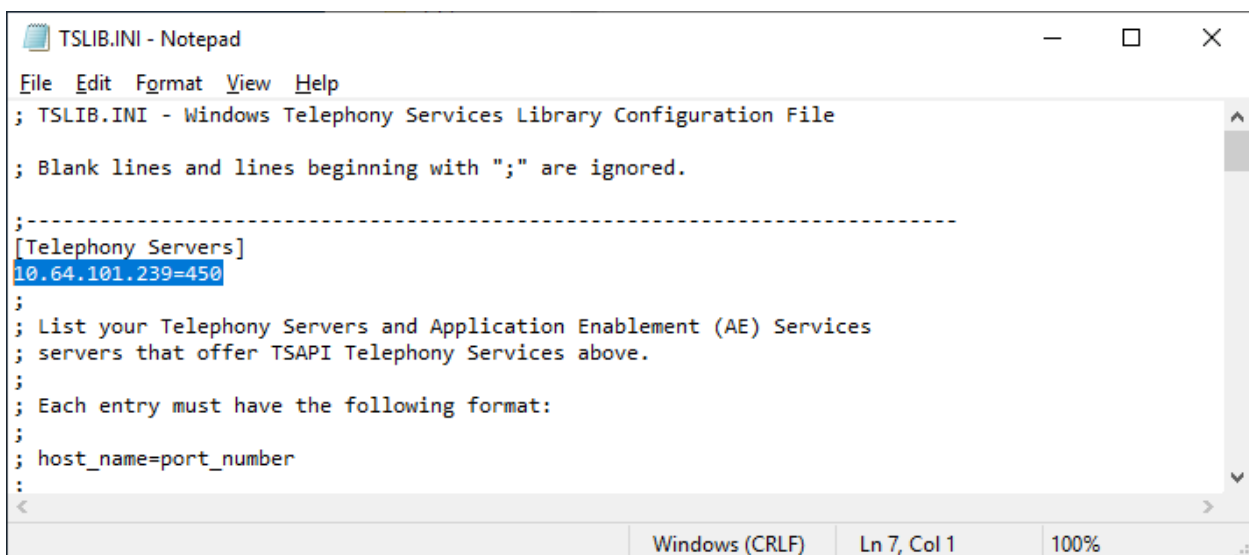 TSLIB.INI - Notepad
File Edit Format View Help
; TSLIB.INI - Windows Telephony Services Library Configuration File
; Blank lines and lines beginning with ";" are ignored.
;-----------------------------------------------------------------------------
[Telephony Servers]
10.64.101.239=450
;
; List your Telephony Servers and Application Enablement (AE) Services
; servers that offer TSAPI Telephony Services above.
;
; Each entry must have the following format:
;
; host_name=port_number
;
Windows (CRLF) Ln 7, Col 1 100%